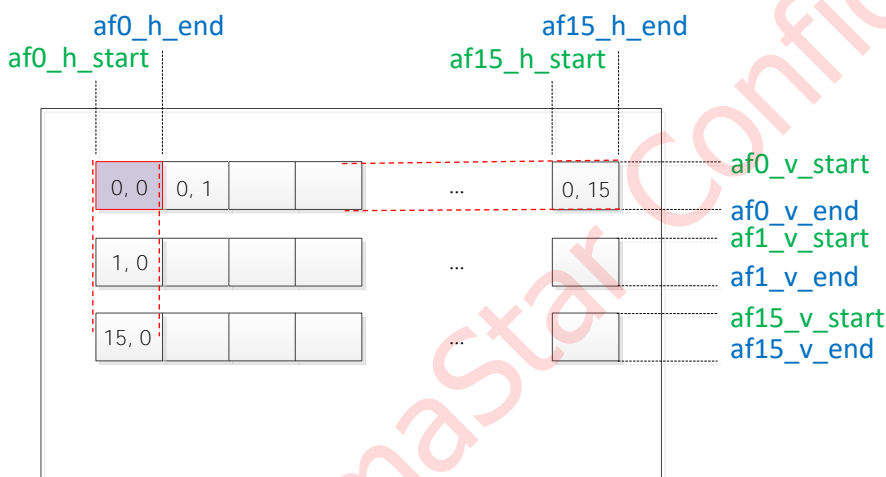 af0_h_end af15_h_end
af0_h_start af15_h_start
0, 0 0, 1 ... 0, 15
af0_v_start
af0_v_end
af1_v_start
1, 0 ...
af1_v_end
af15_v_start
15, 0 ...
af15_v_end